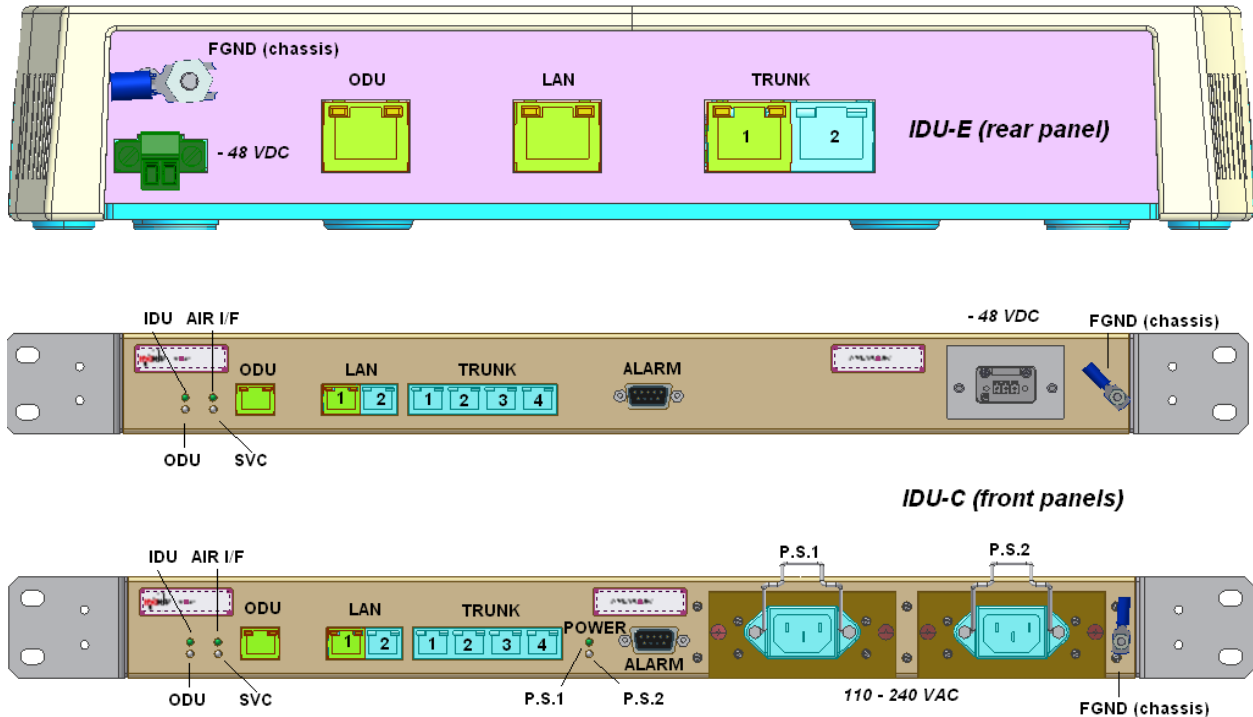 FGND (chassis)
ODU LAN TRUNK
1 2
IDU-E (rear panel)
- 48 VDC
IDU AIR I/F
- 48 VDC
FGND (chassis)
ODU LAN TRUNK ALARM
1 2 1 2 3 4
ODU SVC
IDU-C (front panels)
IDU AIR I/F P.S.1 P.S.2
ODU LAN TRUNK
POWER
1 2 1 2 3 4
ALARM
ODU SVC P.S.1 P.S.2 110 - 240 VAC
FGND (chassis)